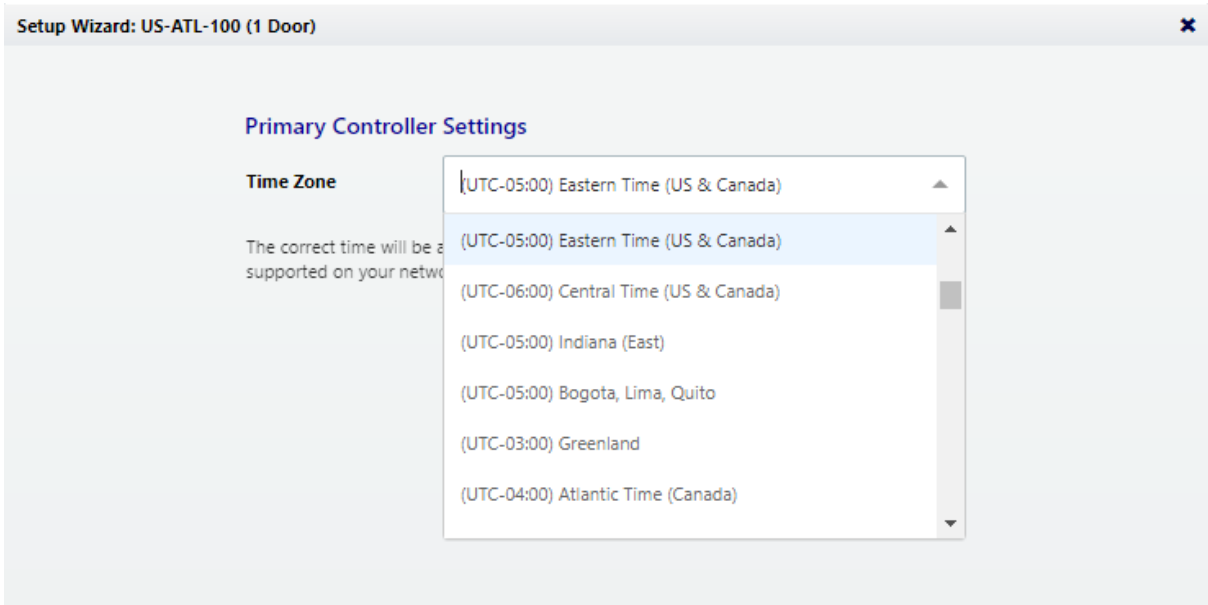 Setup Wizard: US-ATL-100 (1 Door)
Primary Controller Settings
Time Zone
(UTC-05:00) Eastern Time (US & Canada)
The correct time will be
supported on your
(UTC-05:00) Eastern Time (US & Canada)
(UTC-06:00) Central Time (US & Canada)
(UTC-05:00) Indiana (East)
(UTC-05:00) Bogota, Lima, Quito
(UTC-03:00) Greenland
(UTC-04:00) Atlantic Time (Canada)